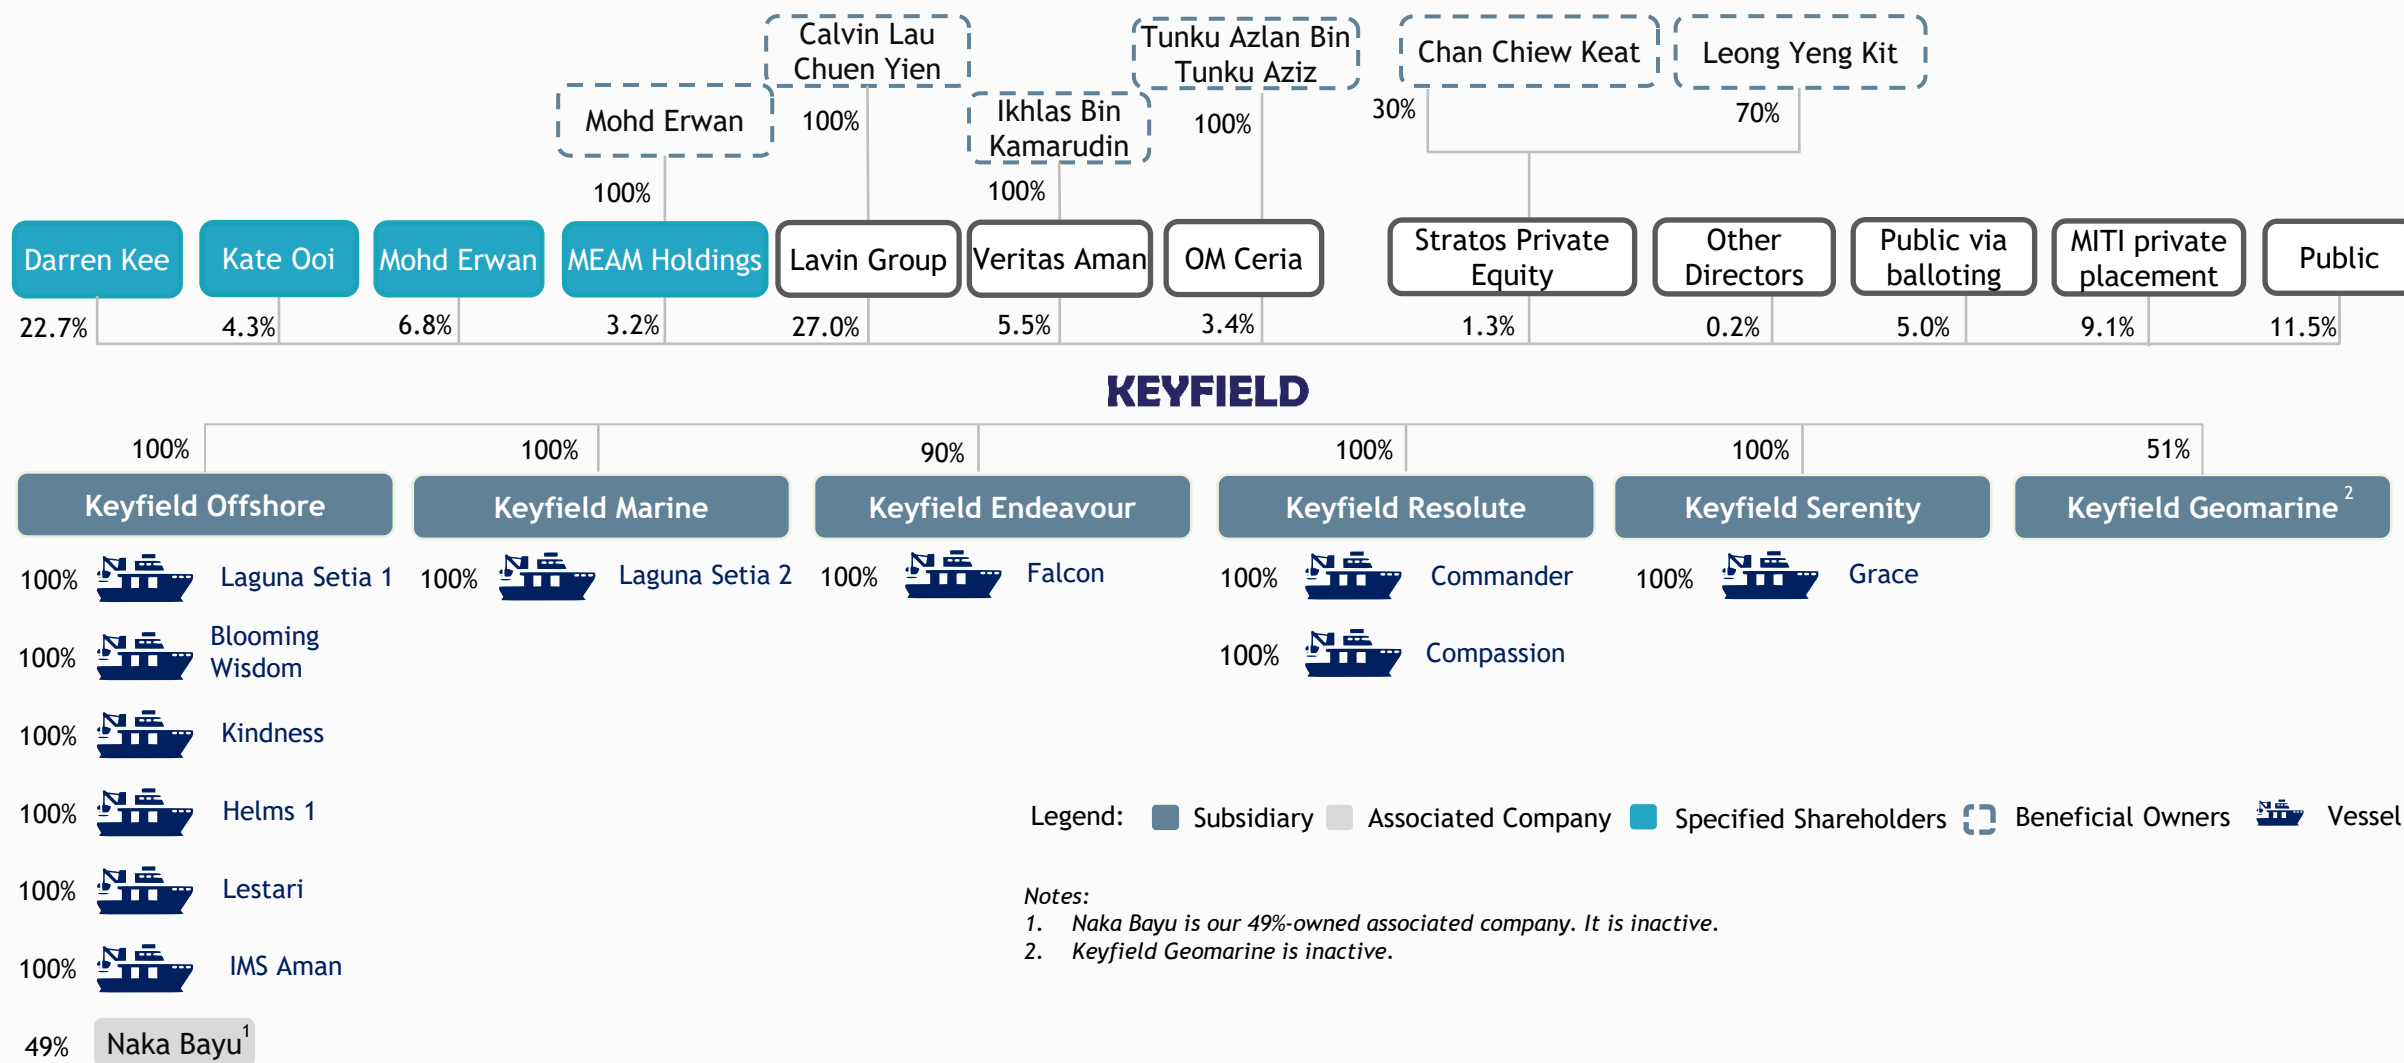 Calvin Lau
Chuen Yien
Tunku Azlan Bin
Tunku Aziz
Chan Chiew Keat
Leong Yeng Kit
Mohd Erwan
Ikhlas Bin
Kamarudin
100%
100%
30%
70%
100%
100%
Darren Kee
Kate Ooi
Mohd Erwan
MEAM Holdings
Lavin Group
Veritas Aman
OM Ceria
Stratos Private
Equity
Other
Directors
Public via
balloting
MITI private
placement
Public
22.7%
4.3%
6.8%
3.2%
27.0%
5.5%
3.4%
1.3%
0.2%
5.0%
9.1%
11.5%
KEYFIELD
100%
100%
90%
100%
100%
51%
Keyfield Offshore
Keyfield Marine
Keyfield Endeavour
Keyfield Resolute
Keyfield Serenity
Keyfield Geomarine 2
100% Laguna Setia 1
100% Laguna Setia 2
100% Falcon
100% Commander
100% Grace
100% Blooming
Wisdom
100% Compassion
100% Kindness
100% Helms 1
Legend: Subsidiary Associated Company Specified Shareholders Beneficial Owners Vessel
100% Lestari
Notes:
1. Naka Bayu is our 49%-owned associated company. It is inactive.
2. Keyfield Geomarine is inactive.
100% IMS Aman
49% Naka Bayu 1